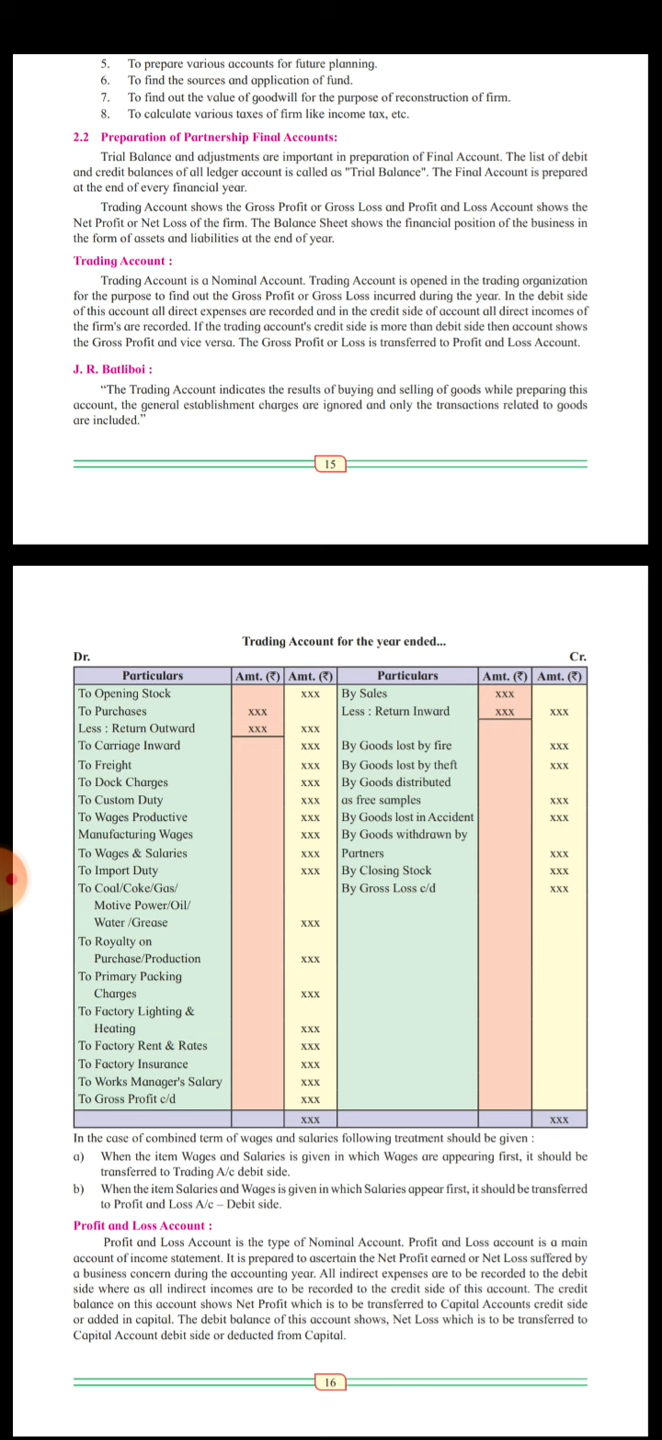 5. To prepare various accounts for future planning.
6. To find the sources and application of fund.
7. To find out the value of goodwill for the purpose of reconstruction of firm.
8. To calculate various taxes of firm like income tax, etc.
2.2 Preparation of Partnership Final Accounts:
Trial Balance and adjustments are important in preparation of Final Account. The list of debit
and credit balances of all ledger account is called as "Trial Balance". The Final Account is prepared
at the end of every financial year.
Trading Account shows the Gross Profit or Gross Loss and Profit and Loss Account shows the
Net Profit or Net Loss of the firm. The Balance Sheet shows the financial position of the business in
the form of assets and liabilities at the end of year.
Trading Account :
Trading Account is a Nominal Account. Trading Account is opened in the trading organization
for the purpose to find out the Gross Profit or Gross Loss incurred during the year. In the debit side
of this account all direct expenses are recorded and in the credit side of account all direct incomes of
the firm's are recorded. If the trading account's credit side is more than debit side then account shows
the Gross Profit and vice versa. The Gross Profit or Loss is transferred to Profit and Loss Account.
J. R. Batliboi :
“The Trading Account indicates the results of buying and selling of goods while preparing this
account, the general establishment charges are ignored and only the transactions related to goods
are included.”
15
Trading Account for the year ended...
Dr. Cr.
Particulars Amt. (₹) Amt. (₹) Particulars Amt. (₹) Amt. (₹)
To Opening Stock xxx By Sales xxx
To Purchases xxx Less : Return Inward xxx xxx
Less : Return Outward xxx xxx
To Carriage Inward xxx By Goods lost by fire xxx
To Freight xxx By Goods lost by theft xxx
To Dock Charges xxx By Goods distributed
To Custom Duty xxx as free samples xxx
To Wages Productive xxx By Goods lost in Accident xxx
Manufacturing Wages xxx By Goods withdrawn by
To Wages & Salaries xxx Partners xxx
To Import Duty xxx By Closing Stock xxx
To Coal/Coke/Gas/ By Gross Loss c/d xxx
Motive Power/Oil/
Water /Grease xxx
To Royalty on
Purchase/Production xxx
To Primary Packing
Charges xxx
To Factory Lighting &
Heating xxx
To Factory Rent & Rates xxx
To Factory Insurance xxx
To Works Manager's Salary xxx
To Gross Profit c/d xxx
xxx xxx
In the case of combined term of wages and salaries following treatment should be given :
a) When the item Wages and Salaries is given in which Wages are appearing first, it should be
transferred to Trading A/c debit side.
b) When the item Salaries and Wages is given in which Salaries appear first, it should be transferred
to Profit and Loss A/c – Debit side.
Profit and Loss Account :
Profit and Loss Account is the type of Nominal Account. Profit and Loss account is a main
account of income statement. It is prepared to ascertain the Net Profit earned or Net Loss suffered by
a business concern during the accounting year. All indirect expenses are to be recorded to the debit
side where as all indirect incomes are to be recorded to the credit side of this account. The credit
balance on this account shows Net Profit which is to be transferred to Capital Accounts credit side
or added in capital. The debit balance of this account shows, Net Loss which is to be transferred to
Capital Account debit side or deducted from Capital.
16